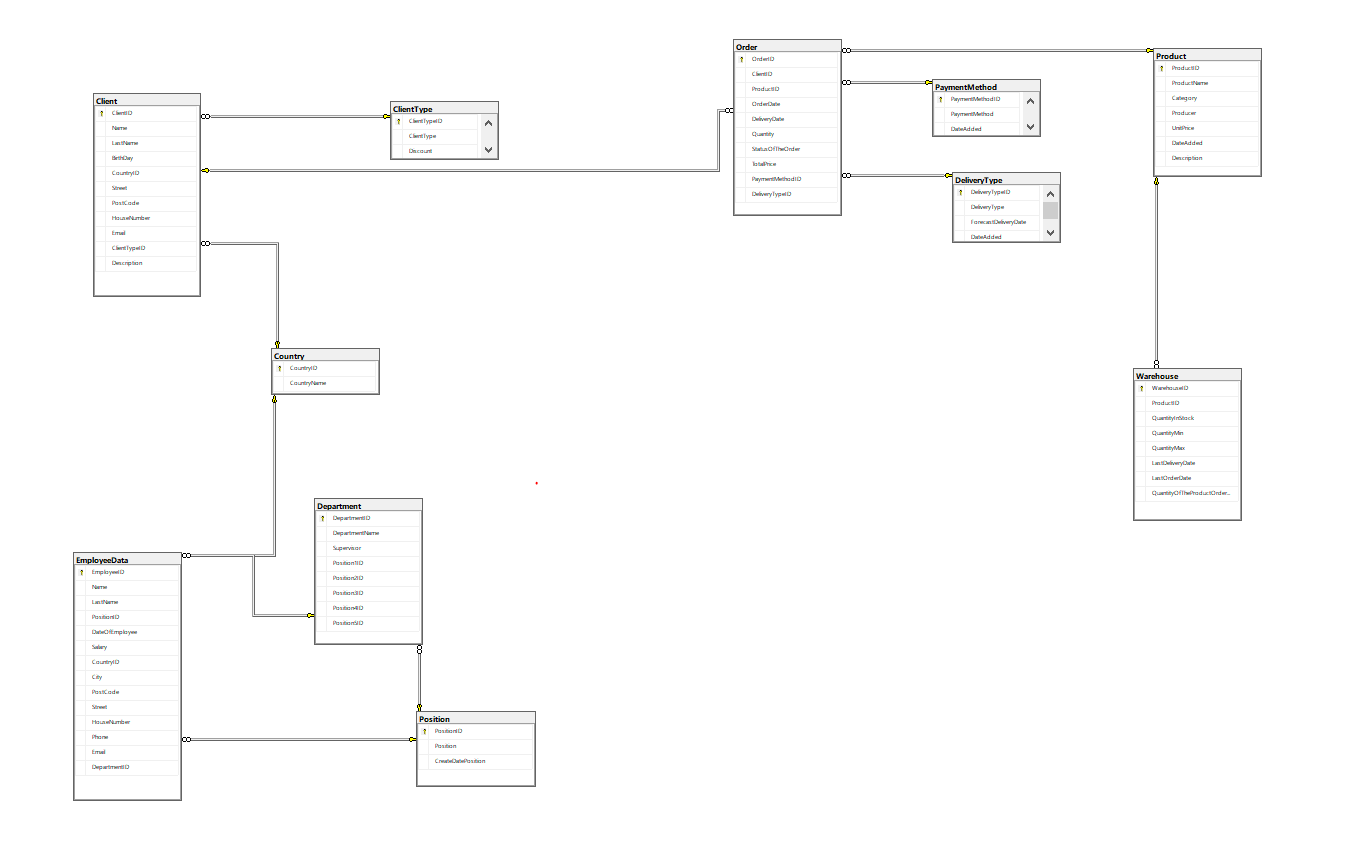 Client
ClientID
Name
LastName
BirthDay
CountryID
Street
PostCode
HouseNumber
Email
ClientTypeID
Description
ClientType
ClientTypeID
ClientType
Discount
Order
OrderID
ClientID
ProductID
OrderDate
DeliveryDate
Quantity
StatusOfTheOrder
TotalPrice
PaymentMethodID
DeliveryTypeID
PaymentMethod
PaymentMethodID
PaymentMethod
DateAdded
DeliveryType
DeliveryTypeID
DeliveryType
ForecastDeliveryDate
DateAdded
Product
ProductID
ProductName
Category
Producer
UnitPrice
DateAdded
Description
Country
CountryID
CountryName
Warehouse
WarehouseID
ProductID
QuantityInStock
QuantityMin
QuantityMax
LastDeliveryDate
LastOrderDate
QuantityOfTheProductOrder...
Department
DepartmentID
DepartmentName
Supervisor
Position1ID
Position2ID
Position3ID
Position4ID
Position5ID
EmployeeData
EmployeeID
Name
LastName
PositionID
DateOfEmployee
Salary
CountryID
City
PostCode
Street
HouseNumber
Phone
Email
DepartmentID
Position
PositionID
Position
CreateDatePosition